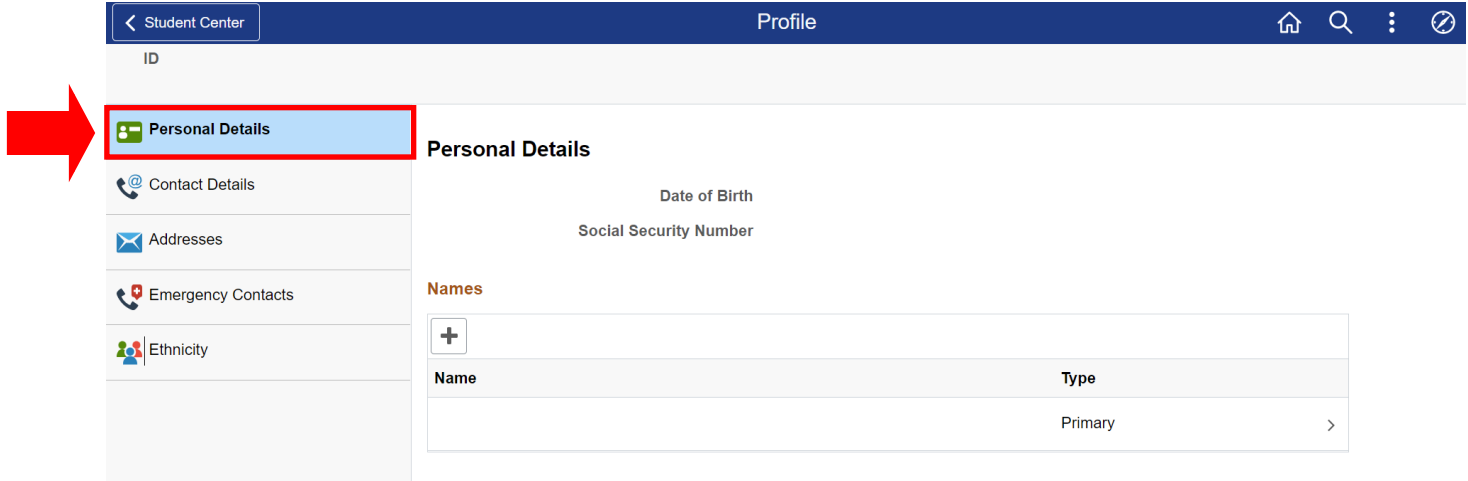 Student Center
Profile
ID
Personal Details
Contact Details
Addresses
Emergency Contacts
Ethnicity
Personal Details
Date of Birth
Social Security Number
Names
Name Type
Primary